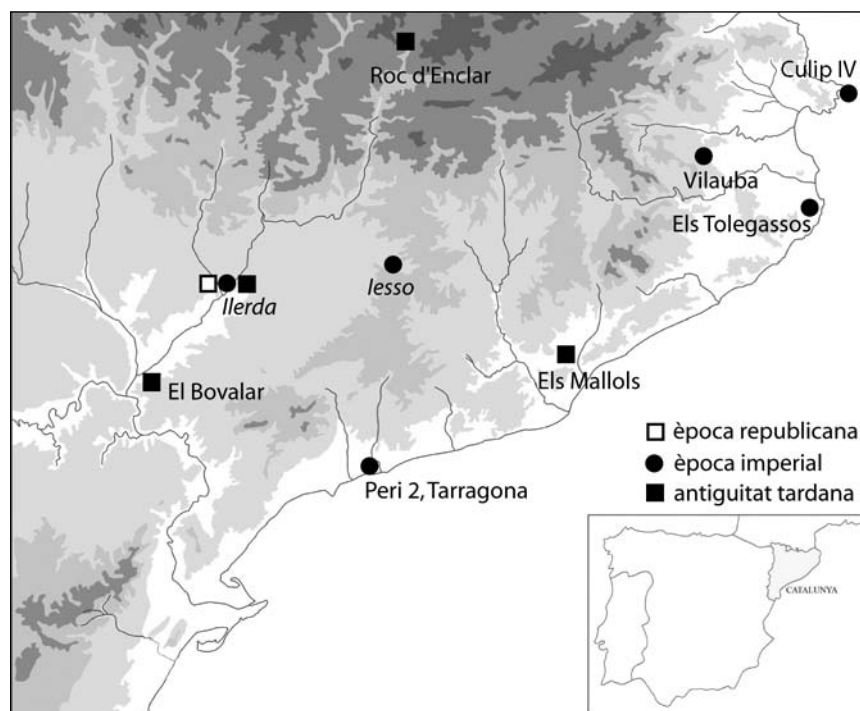 Roc d'Enclar
Culip IV
Vilauba
Els Tolegassos
Iesso
Ilerda
Els Mallols
El Bovalar
època republicana
època imperial
Peri 2, Tarragona
antiguitat tardana
CATALUNYA